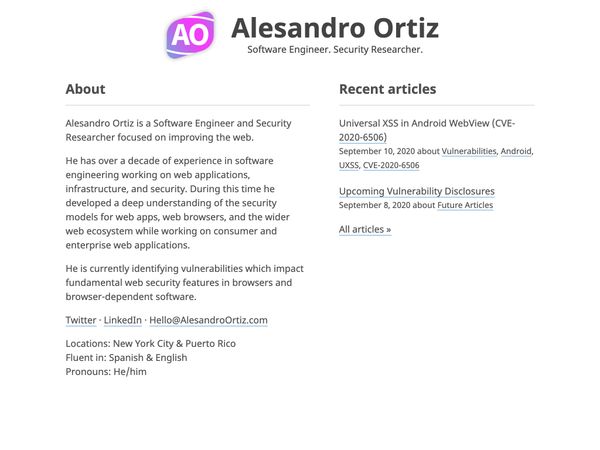 AO
Alesandro Ortiz
Software Engineer. Security Researcher.
About
Alesandro Ortiz is a Software Engineer and Security
Researcher focused on improving the web.
He has over a decade of experience in software
engineering working on web applications,
infrastructure, and security. During this time he
developed a deep understanding of the security
models for web apps, web browsers, and the wider
web ecosystem while working on consumer and
enterprise web applications.
He is currently identifying vulnerabilities which impact
fundamental web security features in browsers and
browser-dependent software.
Twitter · LinkedIn · Hello@AlesandroOrtiz.com
Locations: New York City & Puerto Rico
Fluent in: Spanish & English
Pronouns: He/him
Recent articles
Universal XSS in Android WebView (CVE-
2020-6506)
September 10, 2020 about Vulnerabilities, Android,
UXSS, CVE-2020-6506
Upcoming Vulnerability Disclosures
September 8, 2020 about Future Articles
All articles »